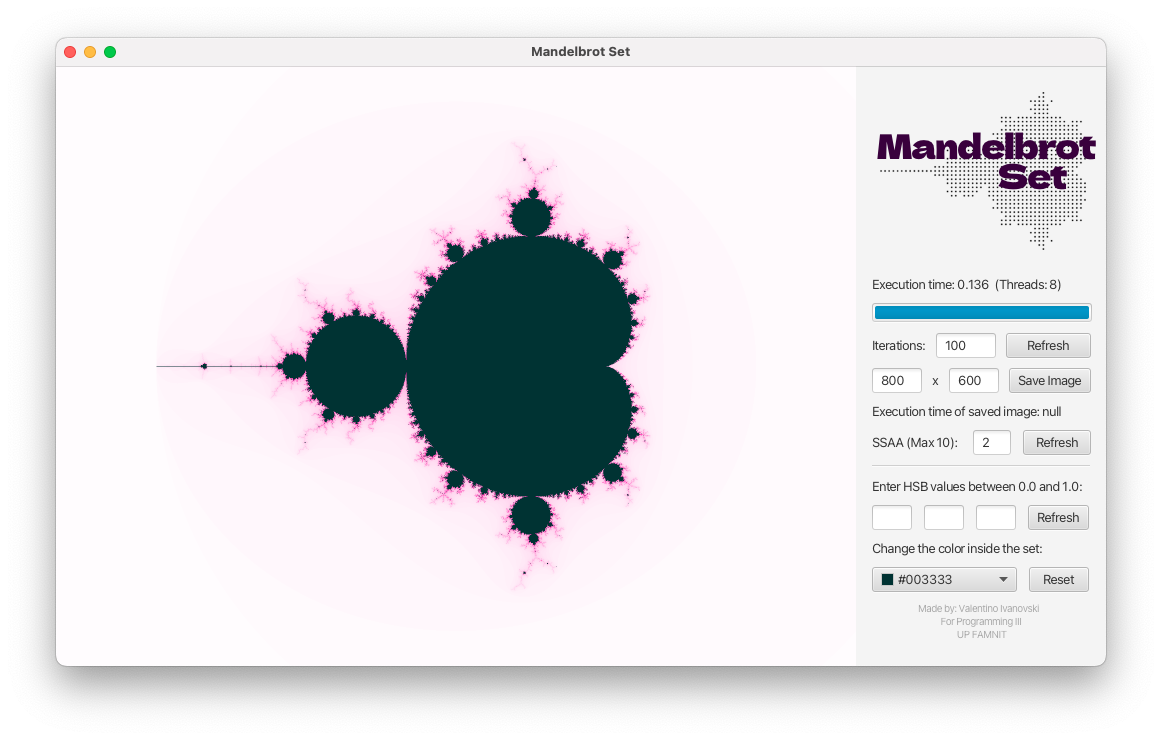 Mandelbrot Set
Mandelbrot
Set
Execution time: 0.136 (Threads: 8)
Iterations: 100 Refresh
800 x 600 Save Image
Execution time of saved image: null
SSAA (Max 10): 2 Refresh
Enter HSB values between 0.0 and 1.0:
Refresh
Change the color inside the set:
#003333 Reset
Made by: Valentino Ivanovski
For Programming III
UP FAMNIT